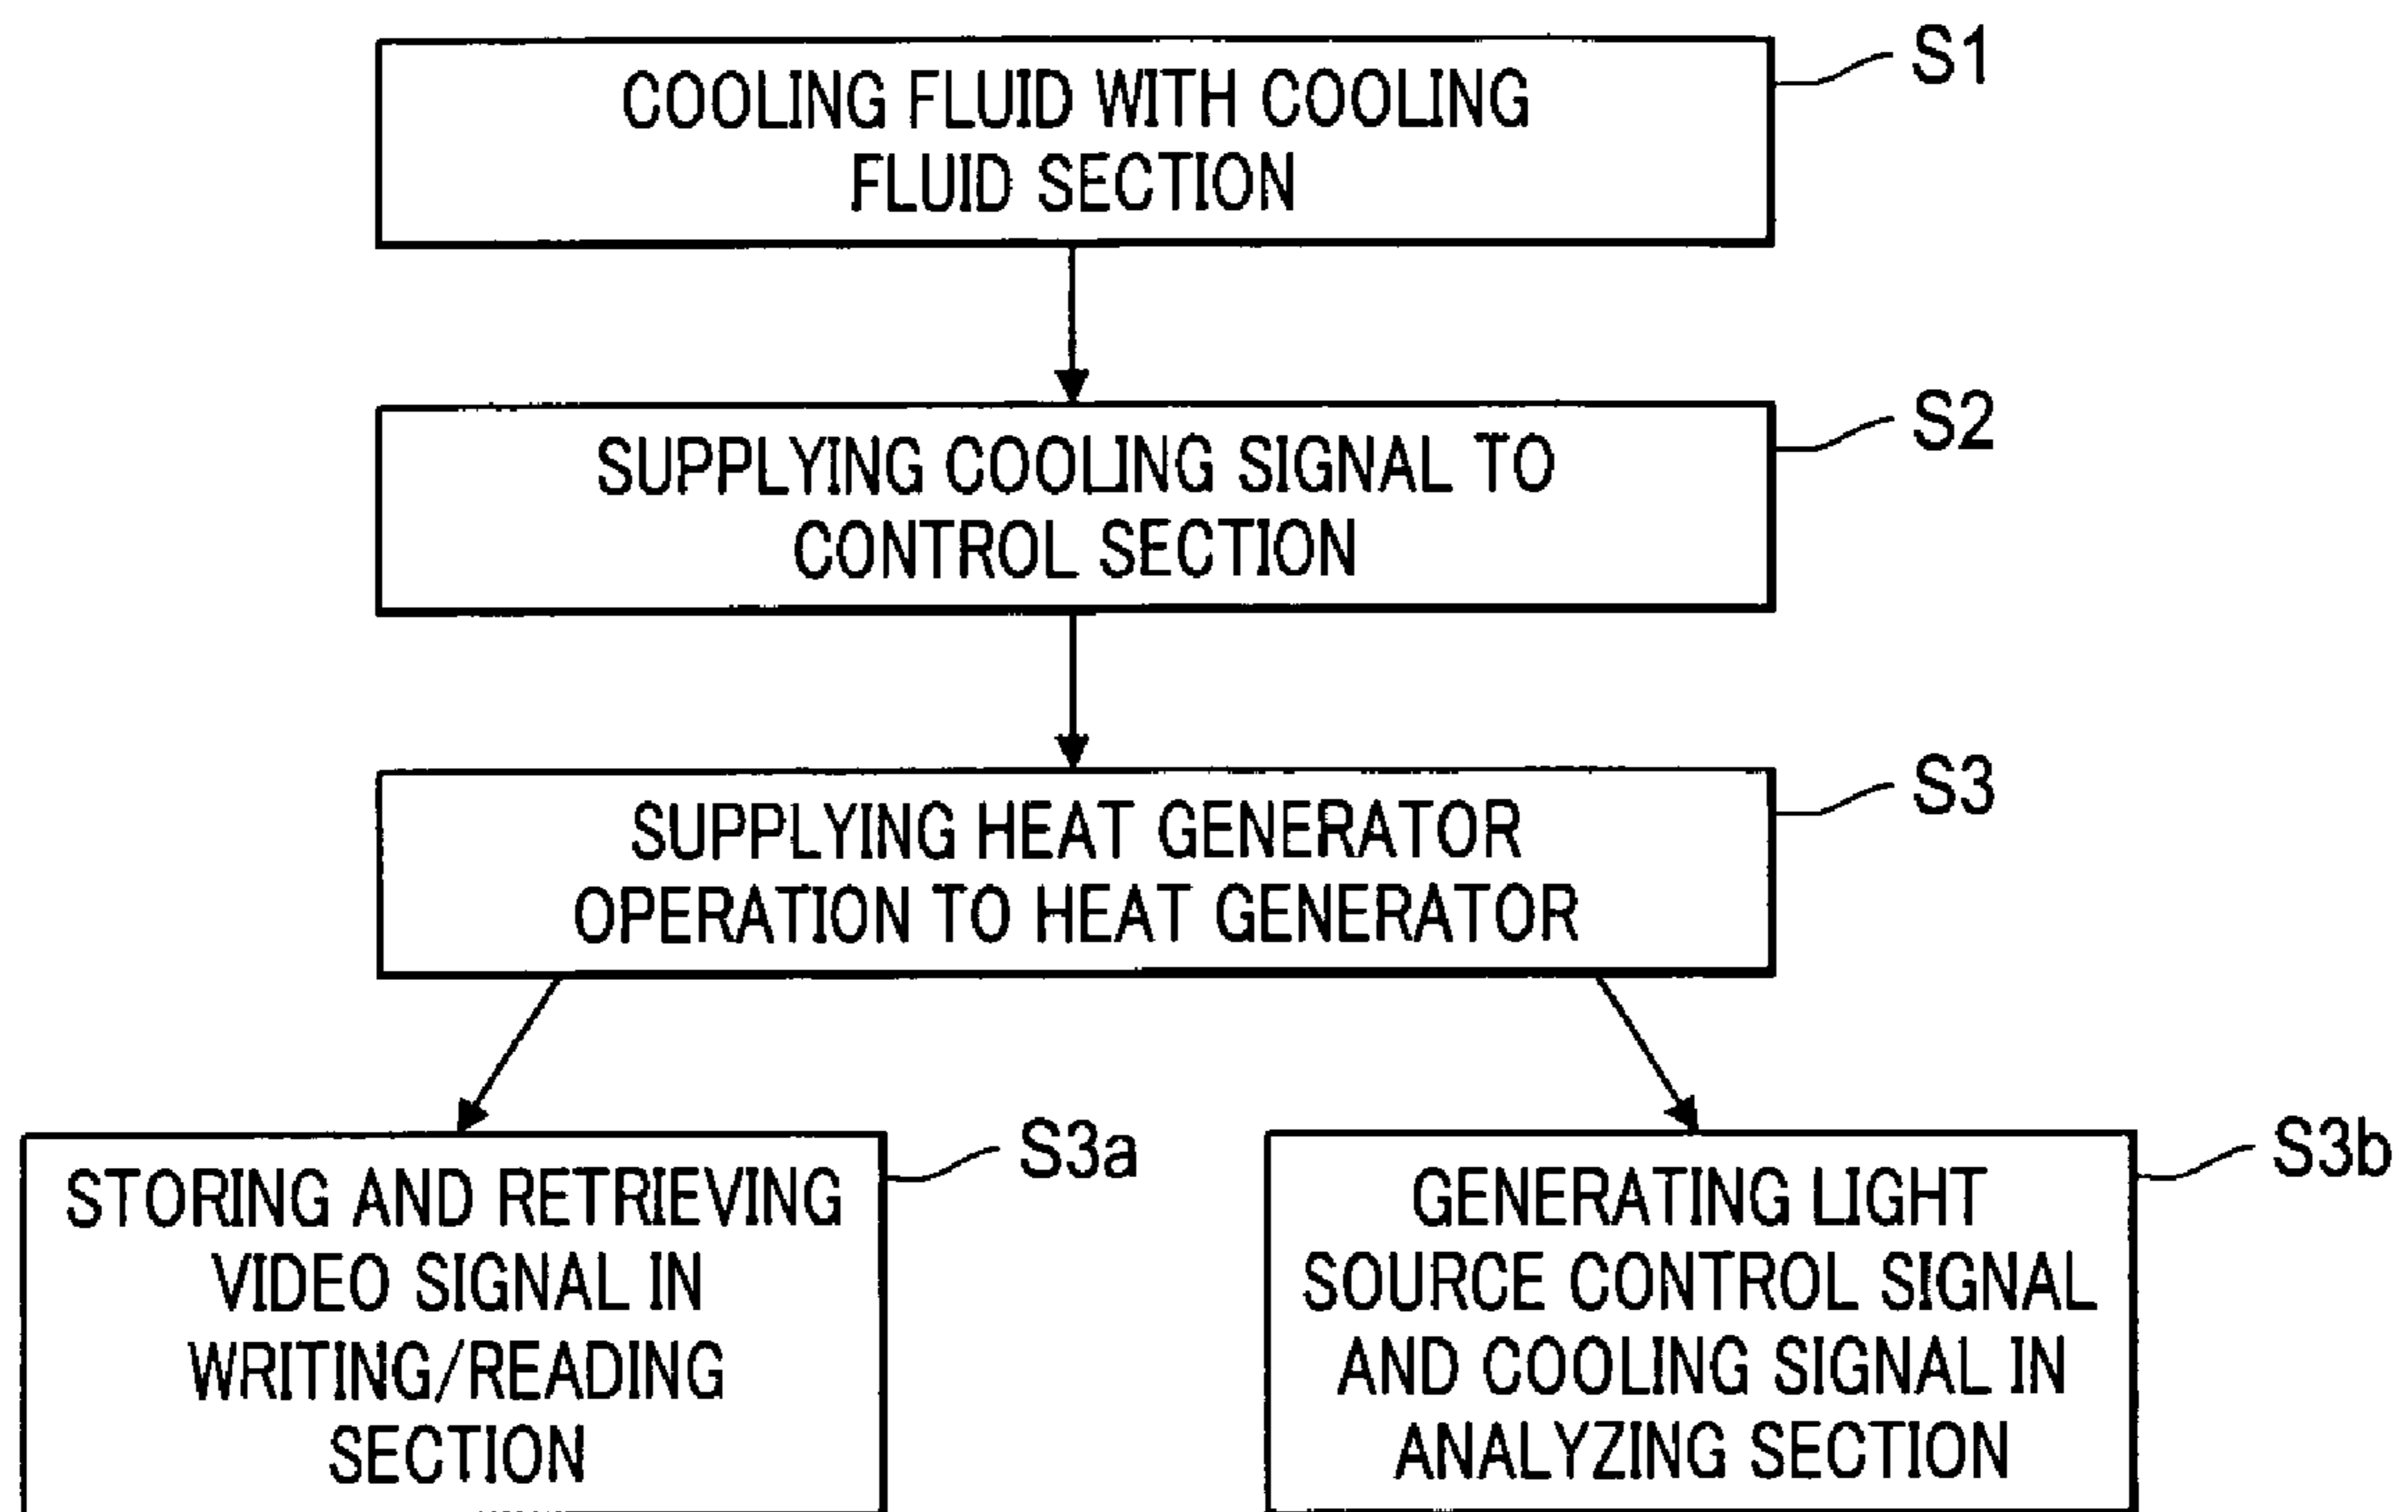 COOLING FLUID WITH COOLING
FLUID SECTION
S1
SUPPLYING COOLING SIGNAL TO
CONTROL SECTION
S2
SUPPLYING HEAT GENERATOR
OPERATION TO HEAT GENERATOR
S3
STORING AND RETRIEVING
VIDEO SIGNAL IN
WRITING/READING
SECTION
S3a
GENERATING LIGHT
SOURCE CONTROL SIGNAL
AND COOLING SIGNAL IN
ANALYZING SECTION
S3b